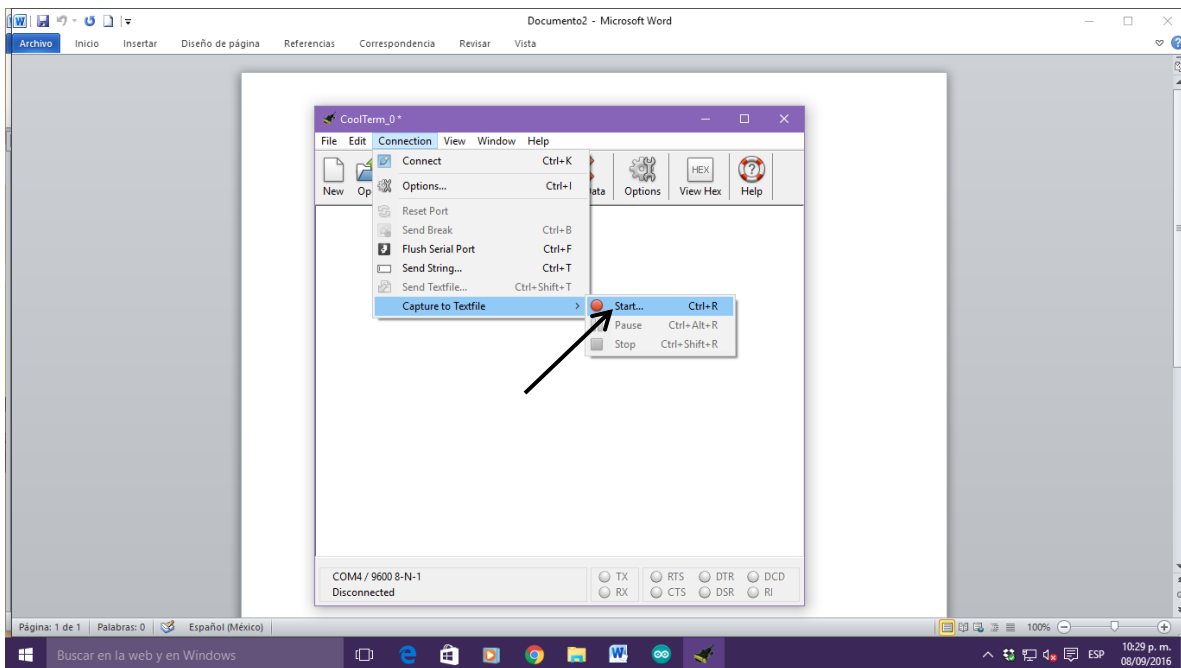 Documento2 - Microsoft Word
Archivo Inicio Insertar Diseño de página Referencias Correspondencia Revisar Vista
CoolTerm_0 *
File Edit Connection View Window Help
Connect Ctrl+K
Options... Ctrl+I
Reset Port
Send Break Ctrl+B
Flush Serial Port Ctrl+F
Send String... Ctrl+T
Send Textfile... Ctrl+Shift+T
Capture to Textfile
New Op ata Options View Hex Help
HEX
Start... Ctrl+R
Pause Ctrl+Alt+R
Stop Ctrl+Shift+R
COM4 / 9600 8-N-1
Disconnected
TX RTS DTR DCD
RX CTS DSR RI
Página: 1 de 1 Palabras: 0 Español (México) 100%
Buscar en la web y en Windows ESP 10:29 p. m.
08/09/2016